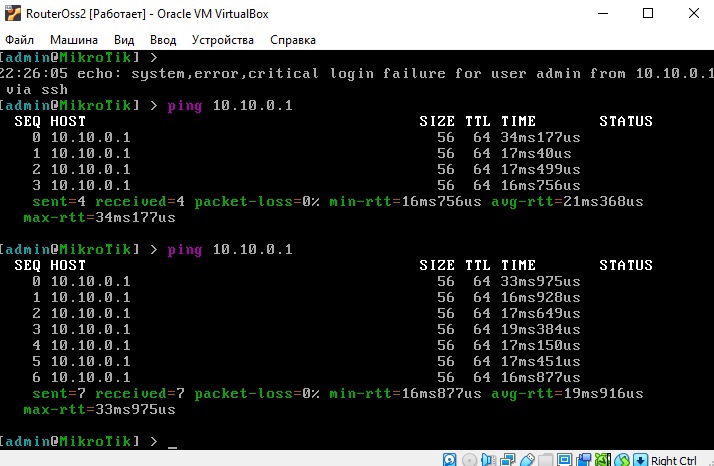 RouterOss2 [Работает] - Oracle VM VirtualBox
Файл Машина Вид Ввод Устройства Справка
[admin@MikroTik] >
22:26:05 echo: system,error,critical login failure for user admin from 10.10.0.1
via ssh
[admin@MikroTik] > ping 10.10.0.1
SEQ HOST SIZE TTL TIME STATUS
0 10.10.0.1 56 64 34ms177us
1 10.10.0.1 56 64 17ms40us
2 10.10.0.1 56 64 17ms499us
3 10.10.0.1 56 64 16ms756us
sent=4 received=4 packet-loss=0% min-rtt=16ms756us avg-rtt=21ms368us
max-rtt=34ms177us
[admin@MikroTik] > ping 10.10.0.1
SEQ HOST SIZE TTL TIME STATUS
0 10.10.0.1 56 64 33ms975us
1 10.10.0.1 56 64 16ms928us
2 10.10.0.1 56 64 17ms649us
3 10.10.0.1 56 64 19ms384us
4 10.10.0.1 56 64 17ms150us
5 10.10.0.1 56 64 17ms451us
6 10.10.0.1 56 64 16ms877us
sent=7 received=7 packet-loss=0% min-rtt=16ms877us avg-rtt=19ms916us
max-rtt=33ms975us
[admin@MikroTik] > _
Right Ctrl